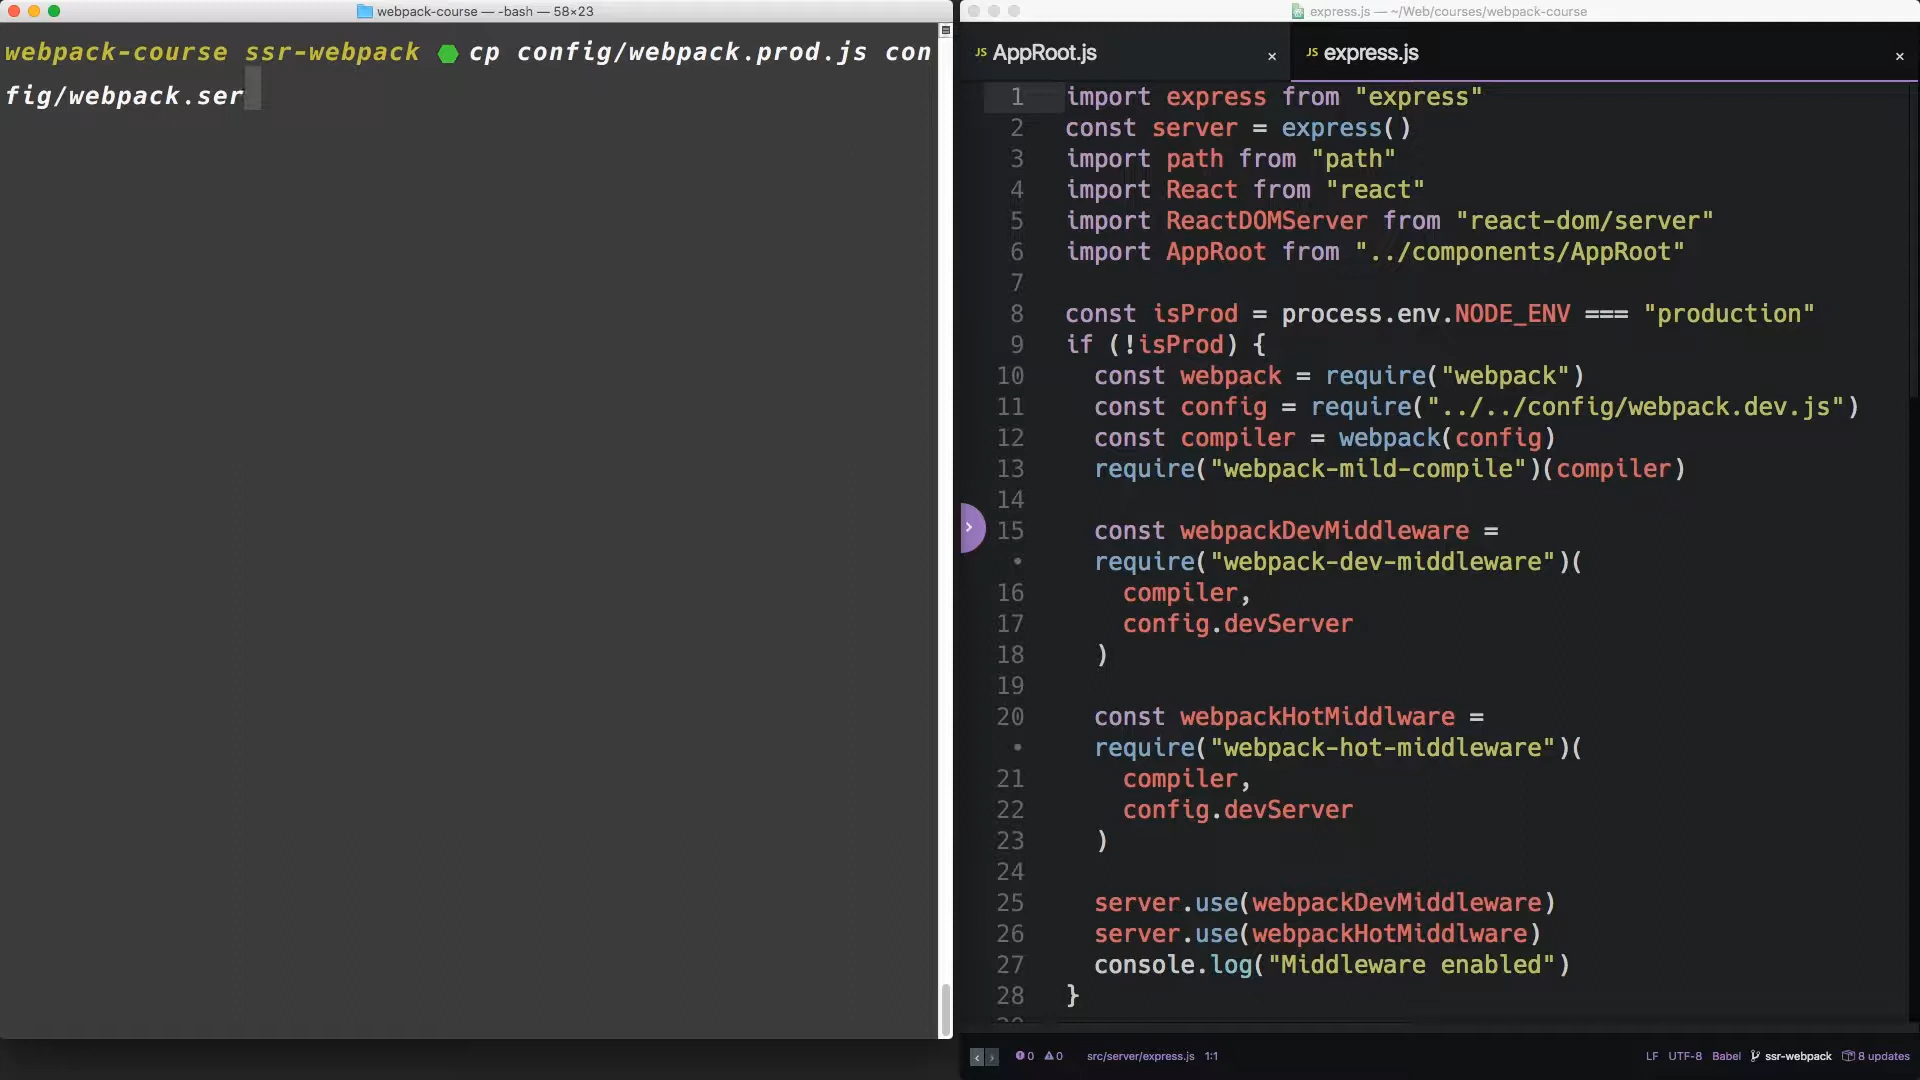 webpack-course — -bash — 58×23
webpack-course ssr-webpack cp config/webpack.prod.js con
fig/webpack.ser
express.js — ~/Web/courses/webpack-course
JS AppRoot.js ×
JS express.js ×
1 import express from "express"
2 const server = express()
3 import path from "path"
4 import React from "react"
5 import ReactDOMServer from "react-dom/server"
6 import AppRoot from "../components/AppRoot"
7
8 const isProd = process.env.NODE_ENV === "production"
9 if (!isProd) {
10 const webpack = require("webpack")
11 const config = require("../../config/webpack.dev.js")
12 const compiler = webpack(config)
13 require("webpack-mild-compile")(compiler)
14
15 const webpackDevMiddleware =
• require("webpack-dev-middleware")(
16 compiler,
17 config.devServer
18 )
19
20 const webpackHotMiddlware =
• require("webpack-hot-middleware")(
21 compiler,
22 config.devServer
23 )
24
25 server.use(webpackDevMiddleware)
26 server.use(webpackHotMiddlware)
27 console.log("Middleware enabled")
28 }
0 0 src/server/express.js 1:1 LF UTF-8 Babel ssr-webpack 8 updates